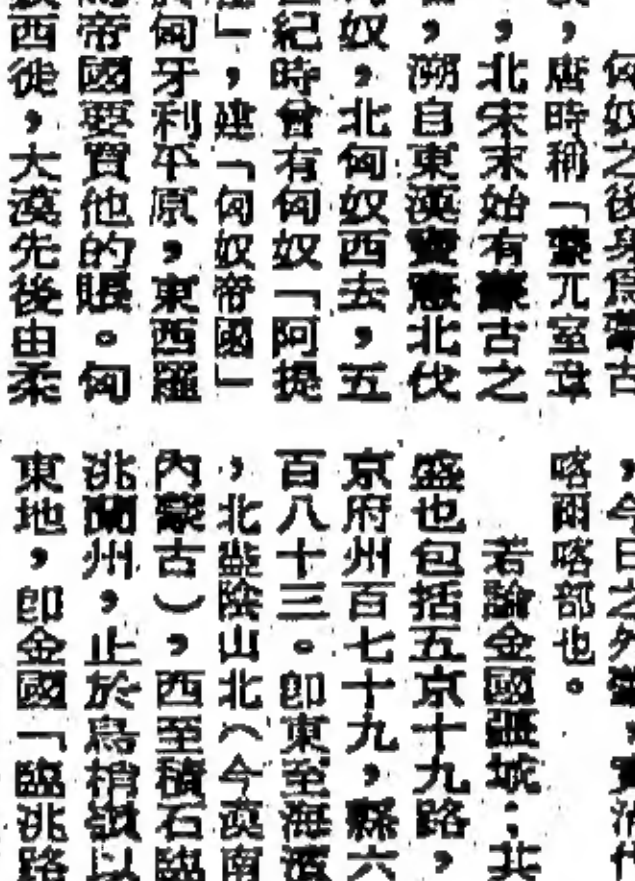 匈奴之後身爲蒙古
,唐時稱「蒙兀室韋
,北宋末始有蒙古之
,溯自東漢竇憲北伐
奴,北匈奴西去,五
紀時曾有匈奴「阿提
」,建「匈奴帝國」
匈牙利平原,東西羅
帝國要買他的賬。匈
西徙,大漠先後由柔
,今日之外蒙,實清代
喀爾喀部也。
若論金國疆域;共
盛也包括五京十九路,
京府州百七十九,縣六
百八十三。即東至海濱
,北盡陰山北(今漠南
內蒙古),西至積石臨
洮蘭州,止於烏梢嶺以
東地,即金國「臨洮路